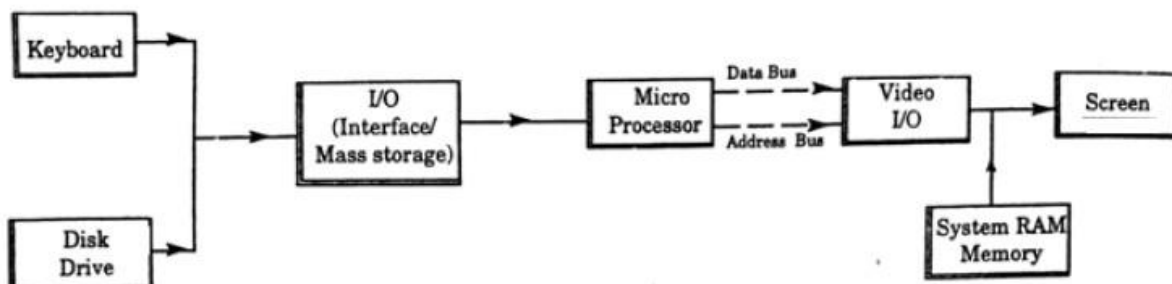 Keyboard
I/O
(Interface/
Mass storage)
Micro
Processor
Data Bus
Address Bus
Video
I/O
Screen
System RAM
Memory
Disk
Drive